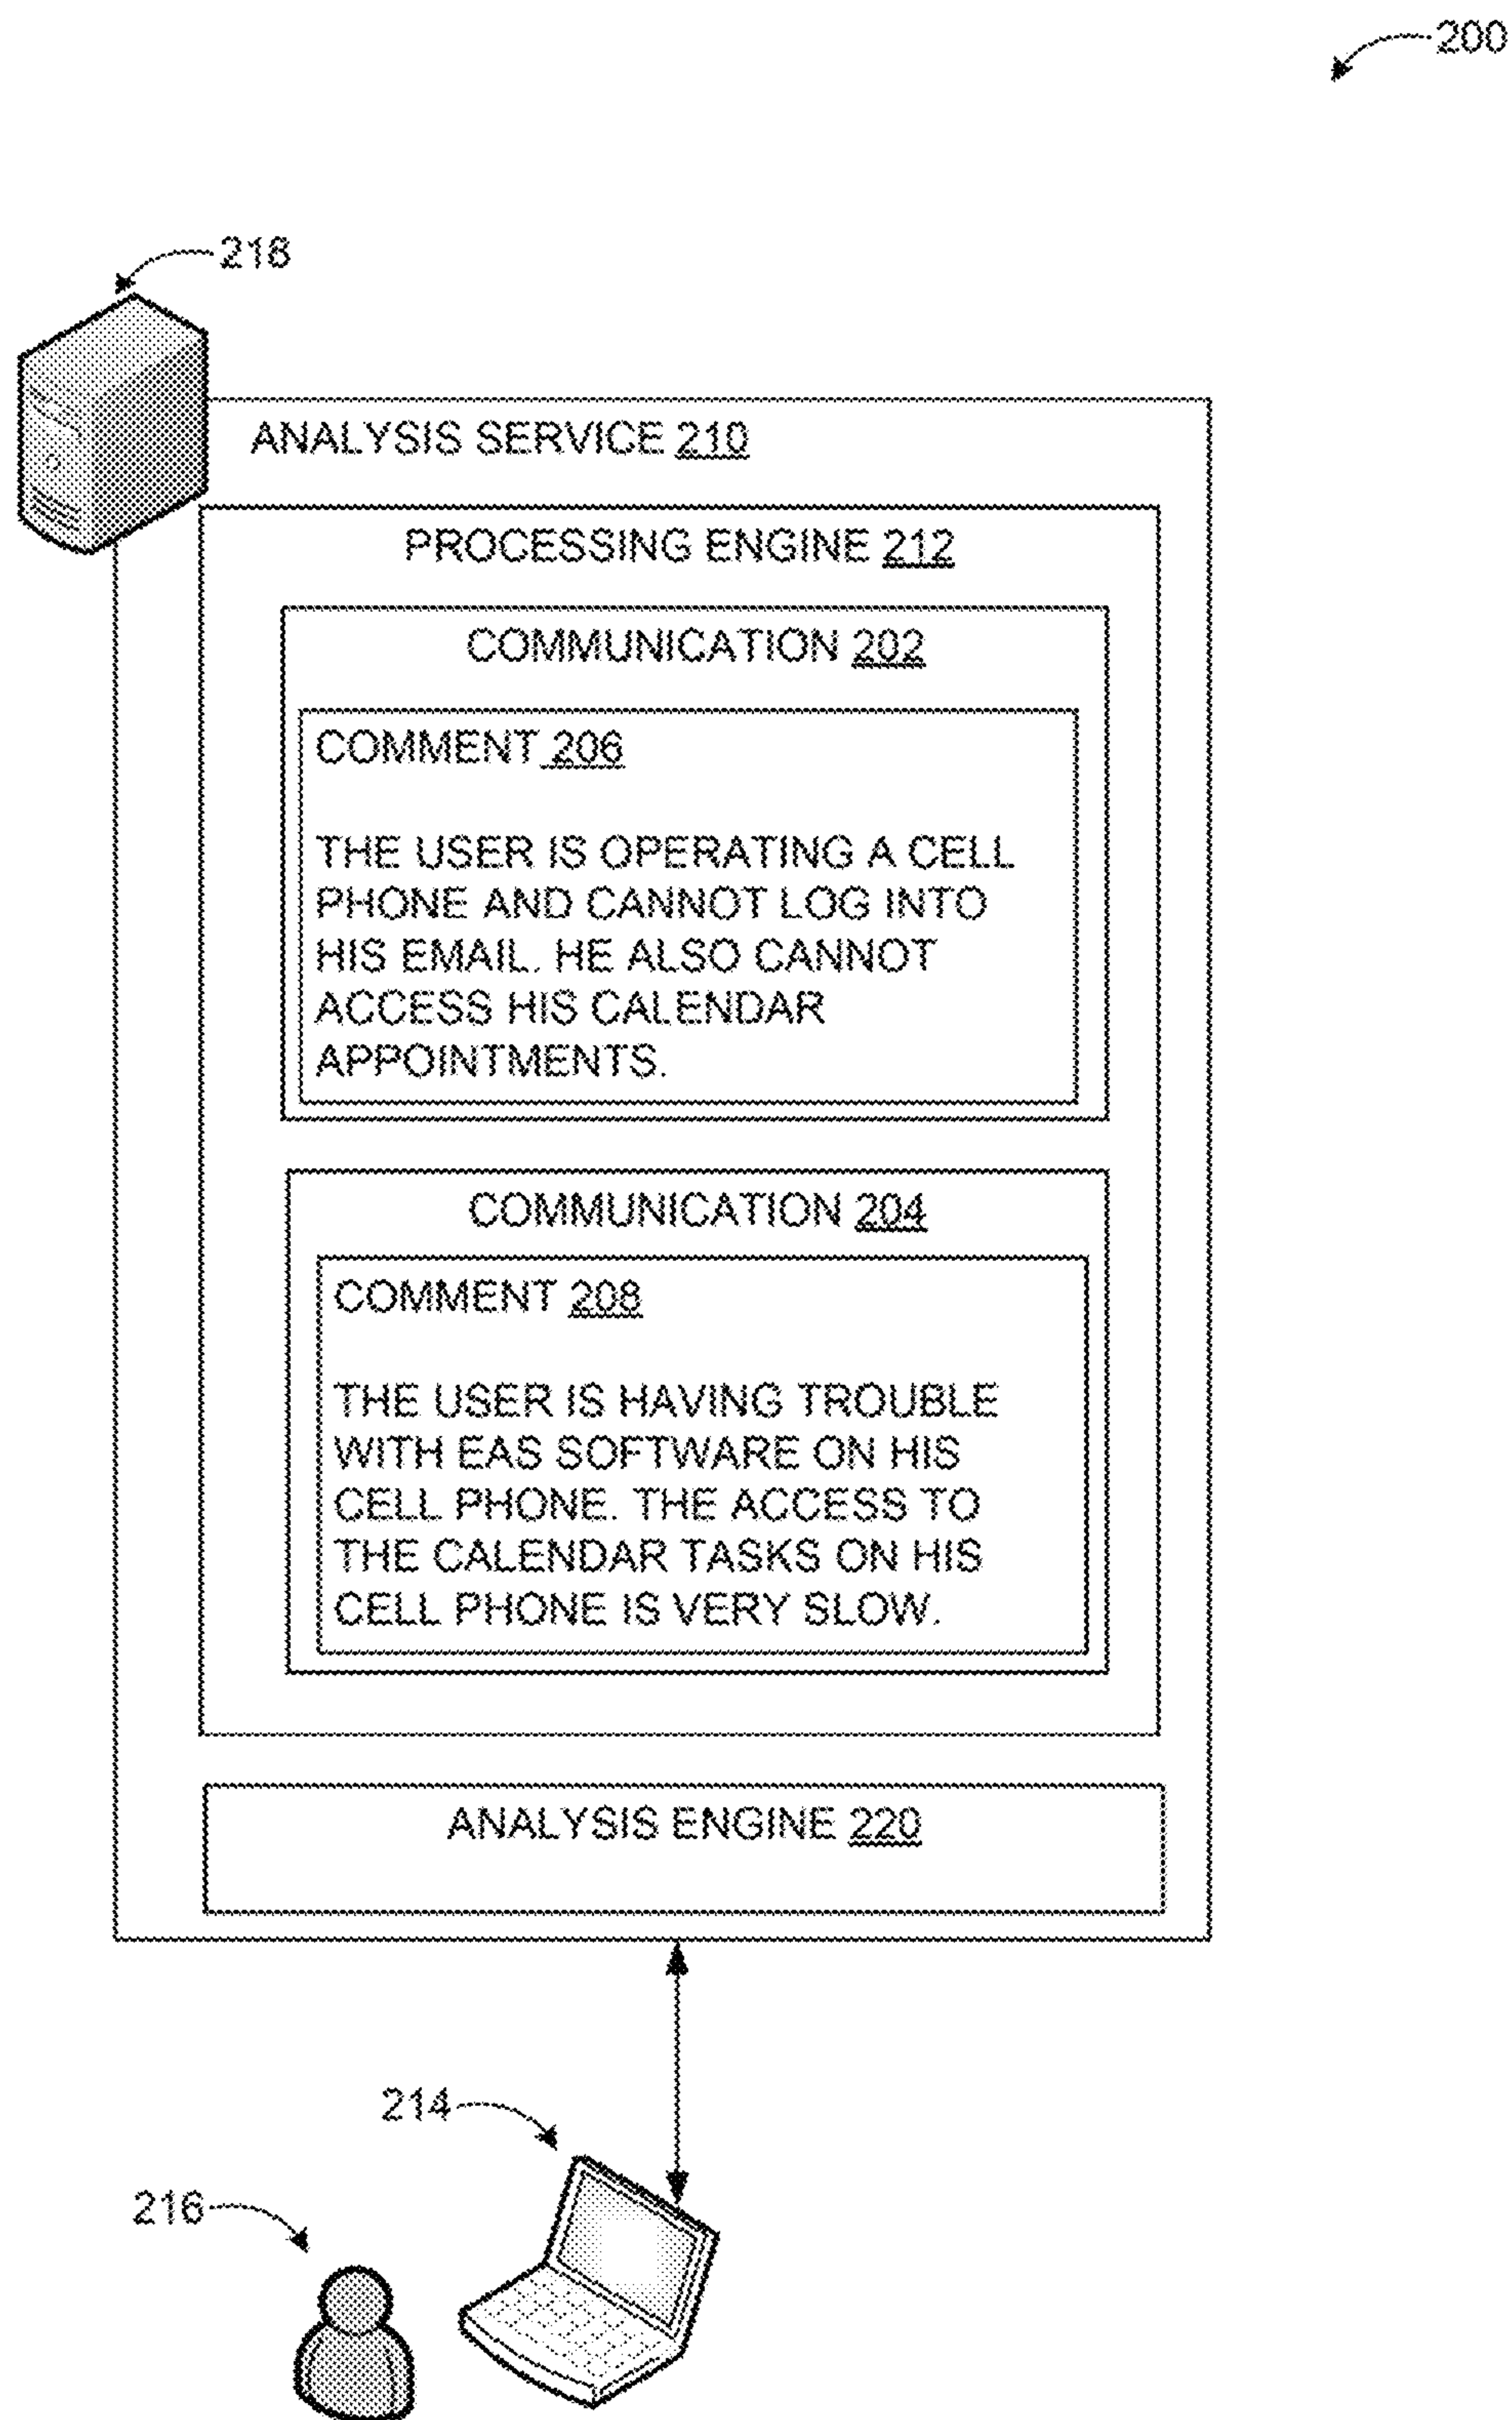 200
218
ANALYSIS SERVICE 210
PROCESSING ENGINE 212
COMMUNICATION 202
COMMENT 206
THE USER IS OPERATING A CELL
PHONE AND CANNOT LOG INTO
HIS EMAIL. HE ALSO CANNOT
ACCESS HIS CALENDAR
APPOINTMENTS.
COMMUNICATION 204
COMMENT 208
THE USER IS HAVING TROUBLE
WITH EAS SOFTWARE ON HIS
CELL PHONE. THE ACCESS TO
THE CALENDAR TASKS ON HIS
CELL PHONE IS VERY SLOW.
ANALYSIS ENGINE 220
214
216